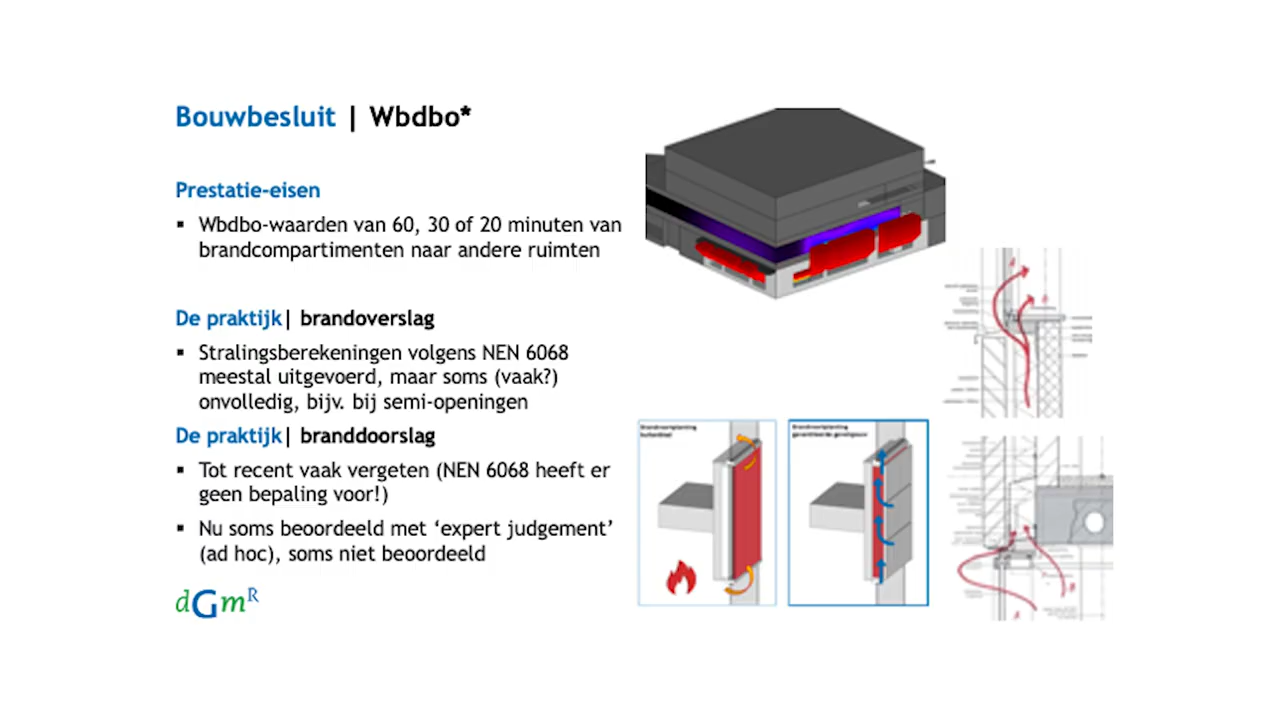 Bouwbesluit | Wbdbo*
Prestatie-eisen
▪ Wbdbo-waarden van 60, 30 of 20 minuten van
brandcompartimenten naar andere ruimten
De praktijk| brandoverslag
▪ Stralingsberekeningen volgens NEN 6068
meestal uitgevoerd, maar soms (vaak?)
onvolledig, bijv. bij semi-openingen
De praktijk| branddoorslag
▪ Tot recent vaak vergeten (NEN 6068 heeft er
geen bepaling voor!)
▪ Nu soms beoordeeld met ‘expert judgement’
(ad hoc), soms niet beoordeeld
dGmR
Brandvoortplanting
Brandvoortplanting